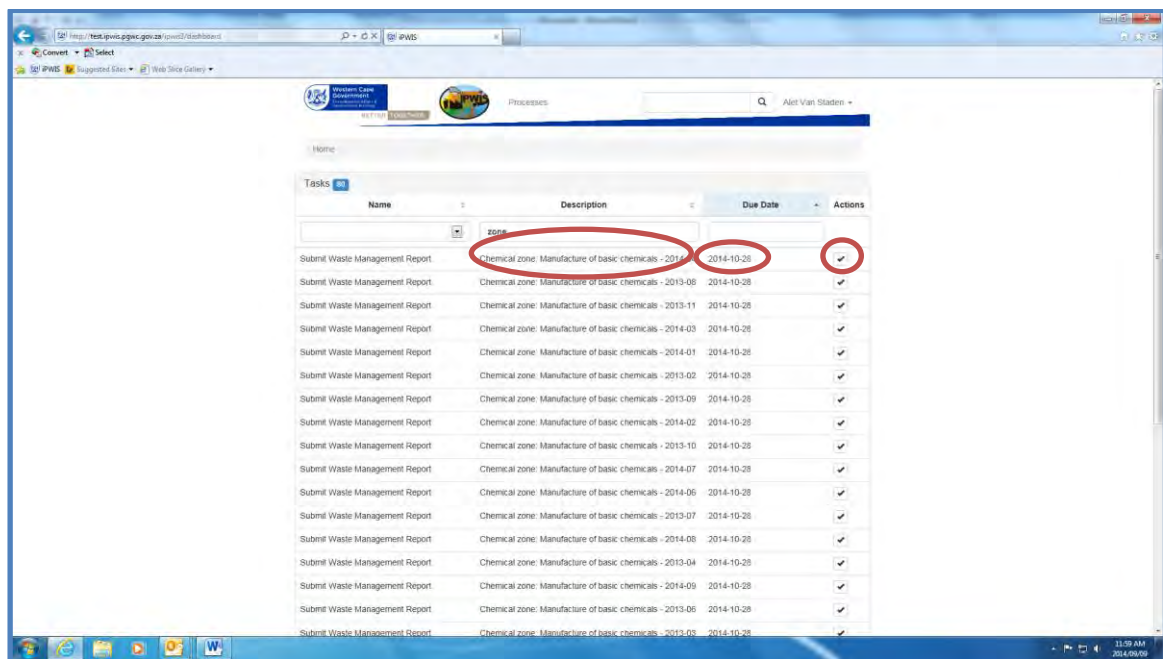 http://test.ipwis.pgwc.gov.za/ipwis3/dashboard
iPWIS
Convert Select
iPWIS Suggested Sites Web Slice Gallery
Western Cape
Government
BETTER TOGETHER.
iPWIS
Processes
Alet Van Staden
Home
Tasks 80
Name Description Due Date Actions
zone
Submit Waste Management Report Chemical zone: Manufacture of basic chemicals - 2014- 2014-10-28
Submit Waste Management Report Chemical zone: Manufacture of basic chemicals - 2013-08 2014-10-28
Submit Waste Management Report Chemical zone: Manufacture of basic chemicals - 2013-11 2014-10-28
Submit Waste Management Report Chemical zone: Manufacture of basic chemicals - 2014-03 2014-10-28
Submit Waste Management Report Chemical zone: Manufacture of basic chemicals - 2014-01 2014-10-28
Submit Waste Management Report Chemical zone: Manufacture of basic chemicals - 2013-02 2014-10-28
Submit Waste Management Report Chemical zone: Manufacture of basic chemicals - 2013-09 2014-10-28
Submit Waste Management Report Chemical zone: Manufacture of basic chemicals - 2014-02 2014-10-28
Submit Waste Management Report Chemical zone: Manufacture of basic chemicals - 2013-10 2014-10-28
Submit Waste Management Report Chemical zone: Manufacture of basic chemicals - 2014-07 2014-10-28
Submit Waste Management Report Chemical zone: Manufacture of basic chemicals - 2014-06 2014-10-28
Submit Waste Management Report Chemical zone: Manufacture of basic chemicals - 2013-07 2014-10-28
Submit Waste Management Report Chemical zone: Manufacture of basic chemicals - 2014-08 2014-10-28
Submit Waste Management Report Chemical zone: Manufacture of basic chemicals - 2013-04 2014-10-28
Submit Waste Management Report Chemical zone: Manufacture of basic chemicals - 2014-09 2014-10-28
Submit Waste Management Report Chemical zone: Manufacture of basic chemicals - 2013-06 2014-10-28
Submit Waste Management Report Chemical zone: Manufacture of basic chemicals - 2013-03 2014-10-28
11:59 AM
2014/09/09